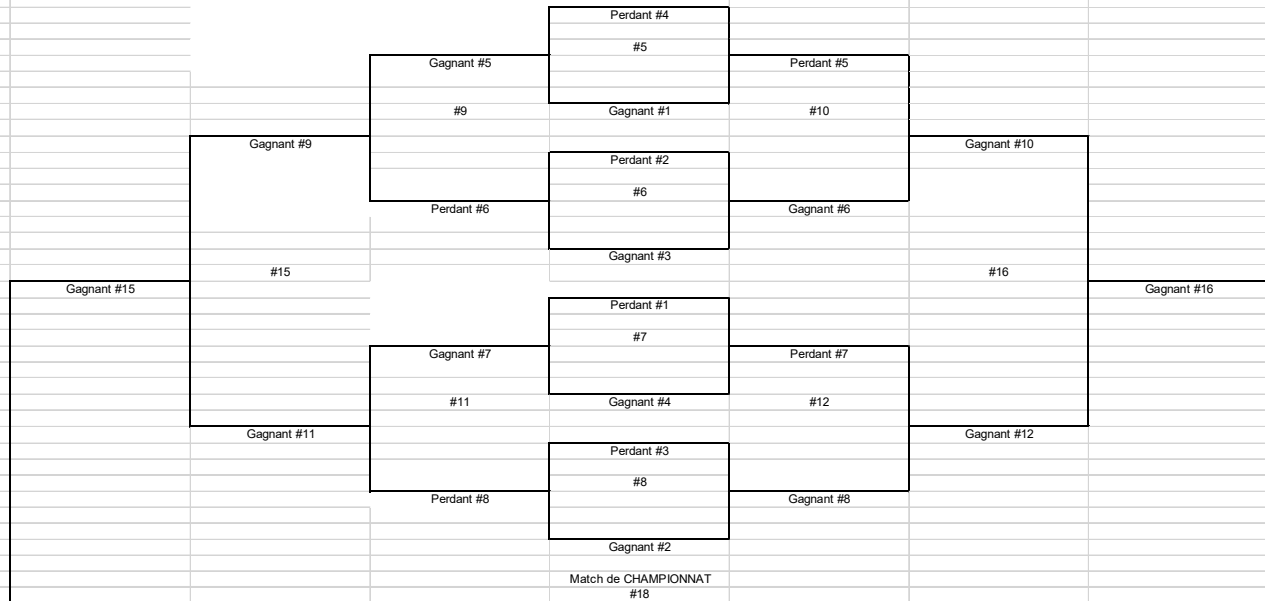 Perdant #4
#5
Gagnant #5
Perdant #5
#9
Gagnant #1
#10
Gagnant #9
Gagnant #10
Perdant #2
#6
Perdant #6
Gagnant #6
Gagnant #3
#15
#16
Gagnant #15
Gagnant #16
Perdant #1
#7
Gagnant #7
Perdant #7
#11
Gagnant #4
#12
Gagnant #11
Gagnant #12
Perdant #3
#8
Perdant #8
Gagnant #8
Gagnant #2
Match de CHAMPIONNAT
#18